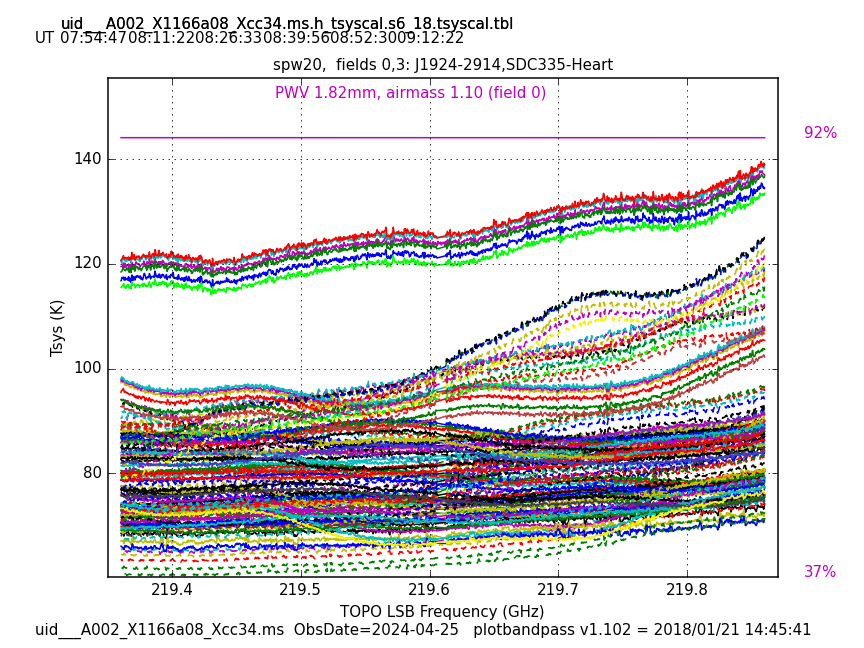 uid___A002_X1166a08_Xcc34.ms.h_tsyscal.s6_18.tsyscal.tbl
UT 07:54:4708:11:2208:26:3308:39:5608:52:3009:12:22
spw20, fields 0,3: J1924-2914,SDC335-Heart
PWV 1.82mm, airmass 1.10 (field 0)
92%
140
120
100
80
Tsys (K)
37%
219.4 219.5 219.6 219.7 219.8
TOPO LSB Frequency (GHz)
uid___A002_X1166a08_Xcc34.ms ObsDate=2024-04-25 plotbandpass v1.102 = 2018/01/21 14:45:41